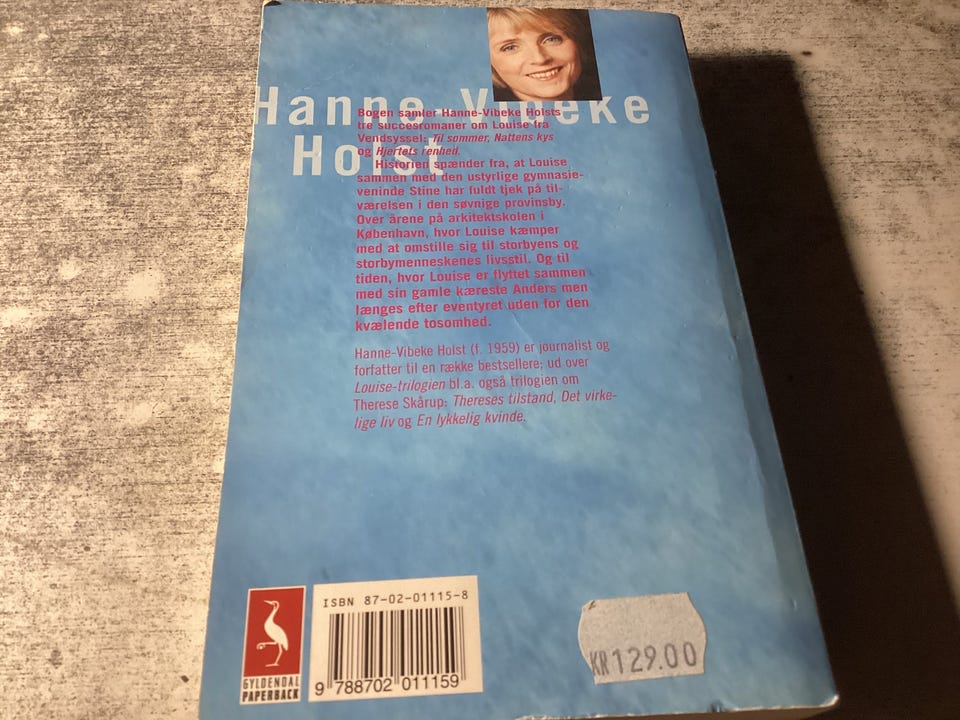 Hanne-Vibeke
Holst
Bogen samler Hanne-Vibeke Holsts
tre succesromaner om Louise fra
Vendsyssel: Til sommer, Nattens kys
og Hjertets renhed.
Historien spænder fra, at Louise
sammen med den ustyrlige gymnasie-
veninde Stine har fuldt tjek på til-
værelsen i den søvnige provinsby.
Over årene på arkitektskolen i
København, hvor Louise kæmper
med at omstille sig til storbyens og
storbymenneskenes livsstil. Og til
tiden, hvor Louise er flyttet sammen
med sin gamle kæreste Anders men
længes efter eventyret uden for den
kvælende tosomhed.
Hanne-Vibeke Holst (f. 1959) er journalist og
forfatter til en række bestsellere; ud over
Louise-trilogien bl.a. også trilogien om
Therese Skårup: Thereses tilstand, Det virke-
lige liv og En lykkelig kvinde.
ISBN 87-02-01115-8
9 788702 011159
GYLDENDAL
PAPERBACK
KR 129.00